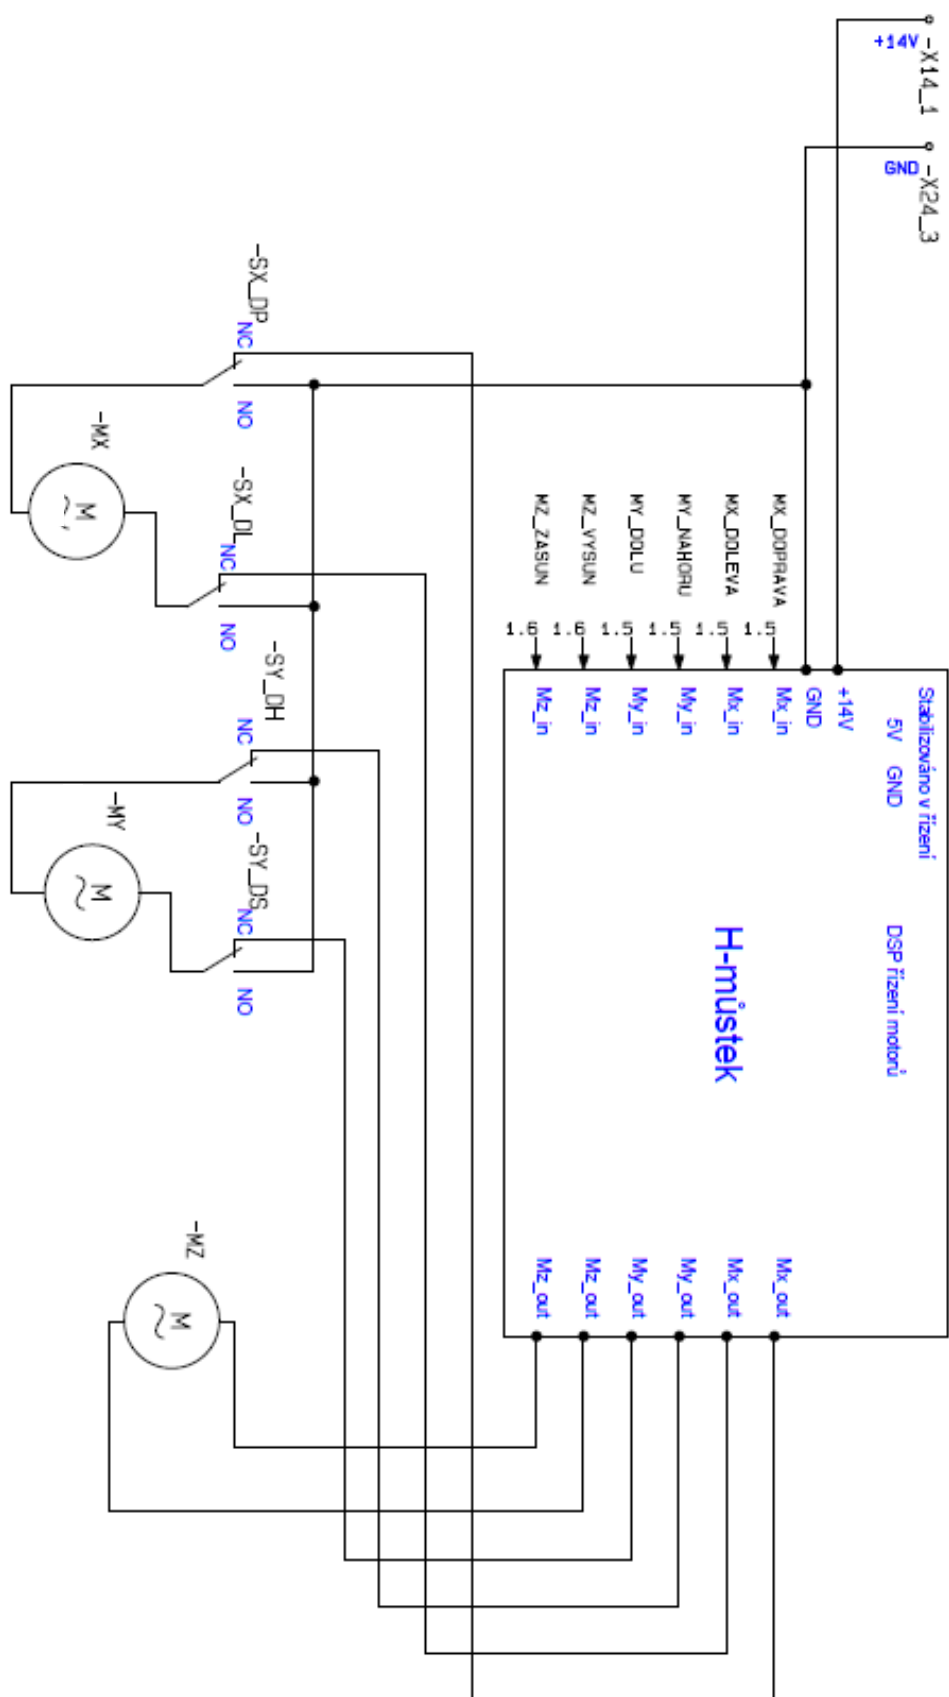 -X14_1
+14V
-X24_3
GND
-SX_DP
NC
NO
-MX
M
-SX_DL
NC
NO
-SY_DH
NC
NO
-MY
M
-SY_DS
NC
NO
-MZ
M
MX_DOPRAVA
MX_DOLEVA
MY_NAHORU
MY_DOLU
MZ_VYSUN
MZ_ZASUN
1.5
1.5
1.5
1.5
1.6
1.6
Stabilizováno v řízení
5V GND
DSP řízení motorů
H-můstek
+14V
GND
Mx_in
Mx_in
My_in
My_in
Mz_in
Mz_in
Mx_out
Mx_out
My_out
My_out
Mz_out
Mz_out